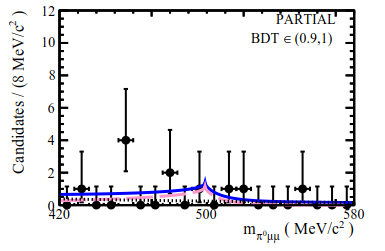 Candidates / (8 MeV/c²)
12
10
8
6
4
2
0
PARTIAL
BDT ∈ (0.9,1)
420 500 580
m_{π⁰μμ} ( MeV/c² )